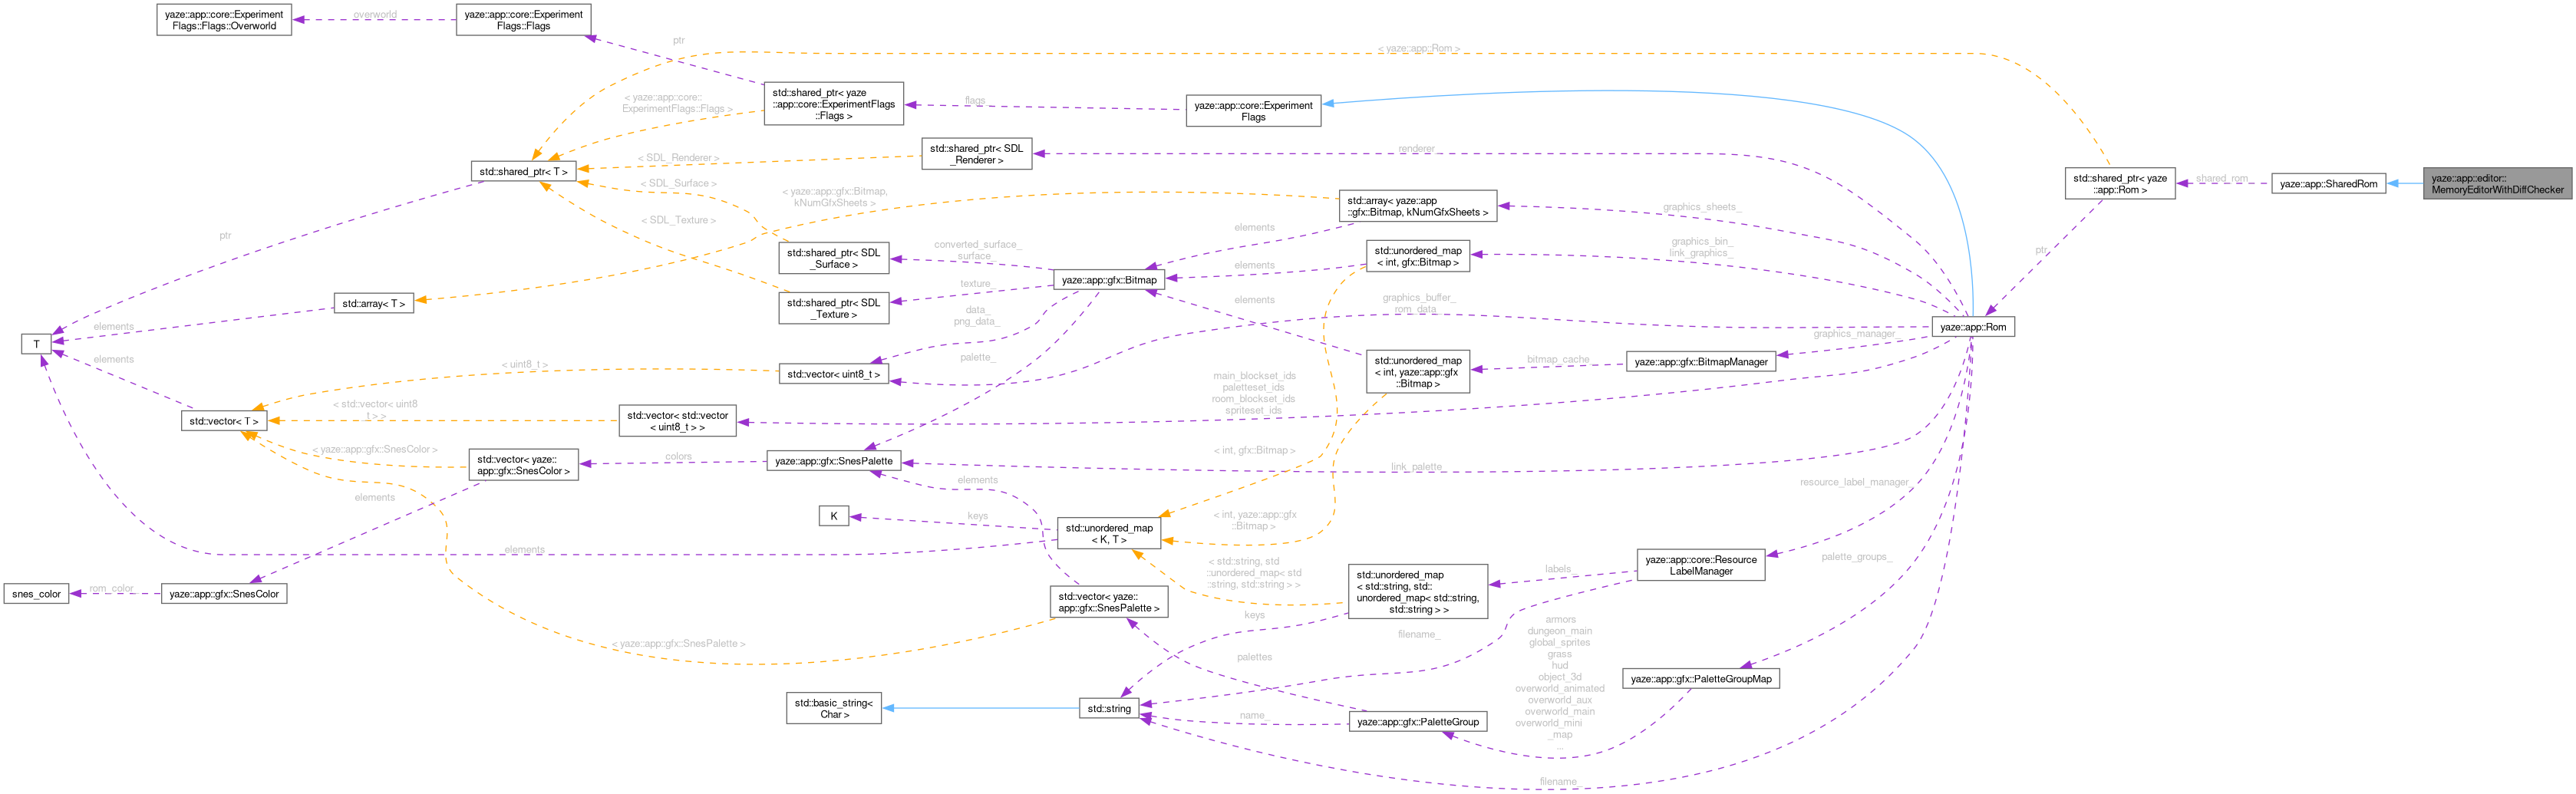 yaze::app::core::Experiment
Flags::Flags::Overworld
overworld
yaze::app::core::Experiment
Flags::Flags
ptr
< yaze::app::Rom >
std::shared_ptr< yaze
::app::core::ExperimentFlags
::Flags >
< yaze::app::core::
ExperimentFlags::Flags >
flags_
yaze::app::core::Experiment
Flags
std::shared_ptr< SDL
_Renderer >
renderer_
< SDL_Renderer >
std::shared_ptr< T >
std::shared_ptr< yaze
::app::Rom >
shared_rom_
yaze::app::SharedRom
yaze::app::editor::
MemoryEditorWithDiffChecker
< SDL_Surface >
< yaze::app::gfx::Bitmap,
kNumGfxSheets >
std::array< yaze::app
::gfx::Bitmap, kNumGfxSheets >
graphics_sheets_
< SDL_Texture >
elements
ptr
std::shared_ptr< SDL
_Surface >
converted_surface_
surface_
std::unordered_map
< int, gfx::Bitmap >
graphics_bin_
link_graphics_
ptr
elements
yaze::app::gfx::Bitmap
texture_
std::shared_ptr< SDL
_Texture >
std::array< T >
elements
graphics_buffer_
rom_data_
data_
png_data_
elements
T
yaze::app::Rom
graphics_manager_
elements
palette_
std::unordered_map
< int, yaze::app::gfx
::Bitmap >
bitmap_cache_
yaze::app::gfx::BitmapManager
< uint8_t >
std::vector< uint8_t >
main_blockset_ids
paletteset_ids
room_blockset_ids
spriteset_ids
< std::vector< uint8
_t > >
std::vector< T >
std::vector< std::vector
< uint8_t > >
< yaze::app::gfx::SnesColor >
std::vector< yaze::
app::gfx::SnesColor >
colors
yaze::app::gfx::SnesPalette
< int, gfx::Bitmap >
link_palette_
elements
elements
resource_label_manager_
K
keys
std::unordered_map
< K, T >
< int, yaze::app::gfx
::Bitmap >
elements
palette_groups_
< std::string, std
::unordered_map< std
::string, std::string > >
std::unordered_map
< std::string, std::
unordered_map< std::string,
std::string > >
labels_
yaze::app::core::Resource
LabelManager
snes_color
rom_color_
yaze::app::gfx::SnesColor
std::vector< yaze::
app::gfx::SnesPalette >
keys
filename_
< yaze::app::gfx::SnesPalette >
palettes
armors
dungeon_main
global_sprites
grass
hud
object_3d
overworld_animated
overworld_aux
overworld_main
overworld_mini
_map
...
yaze::app::gfx::PaletteGroupMap
std::basic_string<
Char >
std::string
name_
yaze::app::gfx::PaletteGroup
filename_